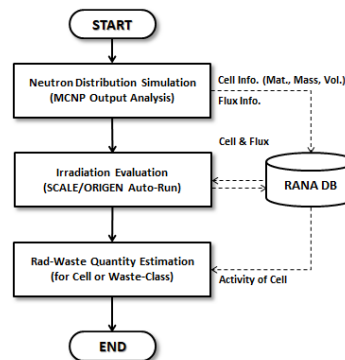 START
Neutron Distribution Simulation
(MCNP Output Analysis)
Cell Info. (Mat., Mass, Vol.)
Flux Info.
Cell & Flux
Irradiation Evaluation
(SCALE/ORIGEN Auto-Run)
RANA DB
Rad-Waste Quantity Estimation
(for Cell or Waste-Class)
Activity of Cell
END